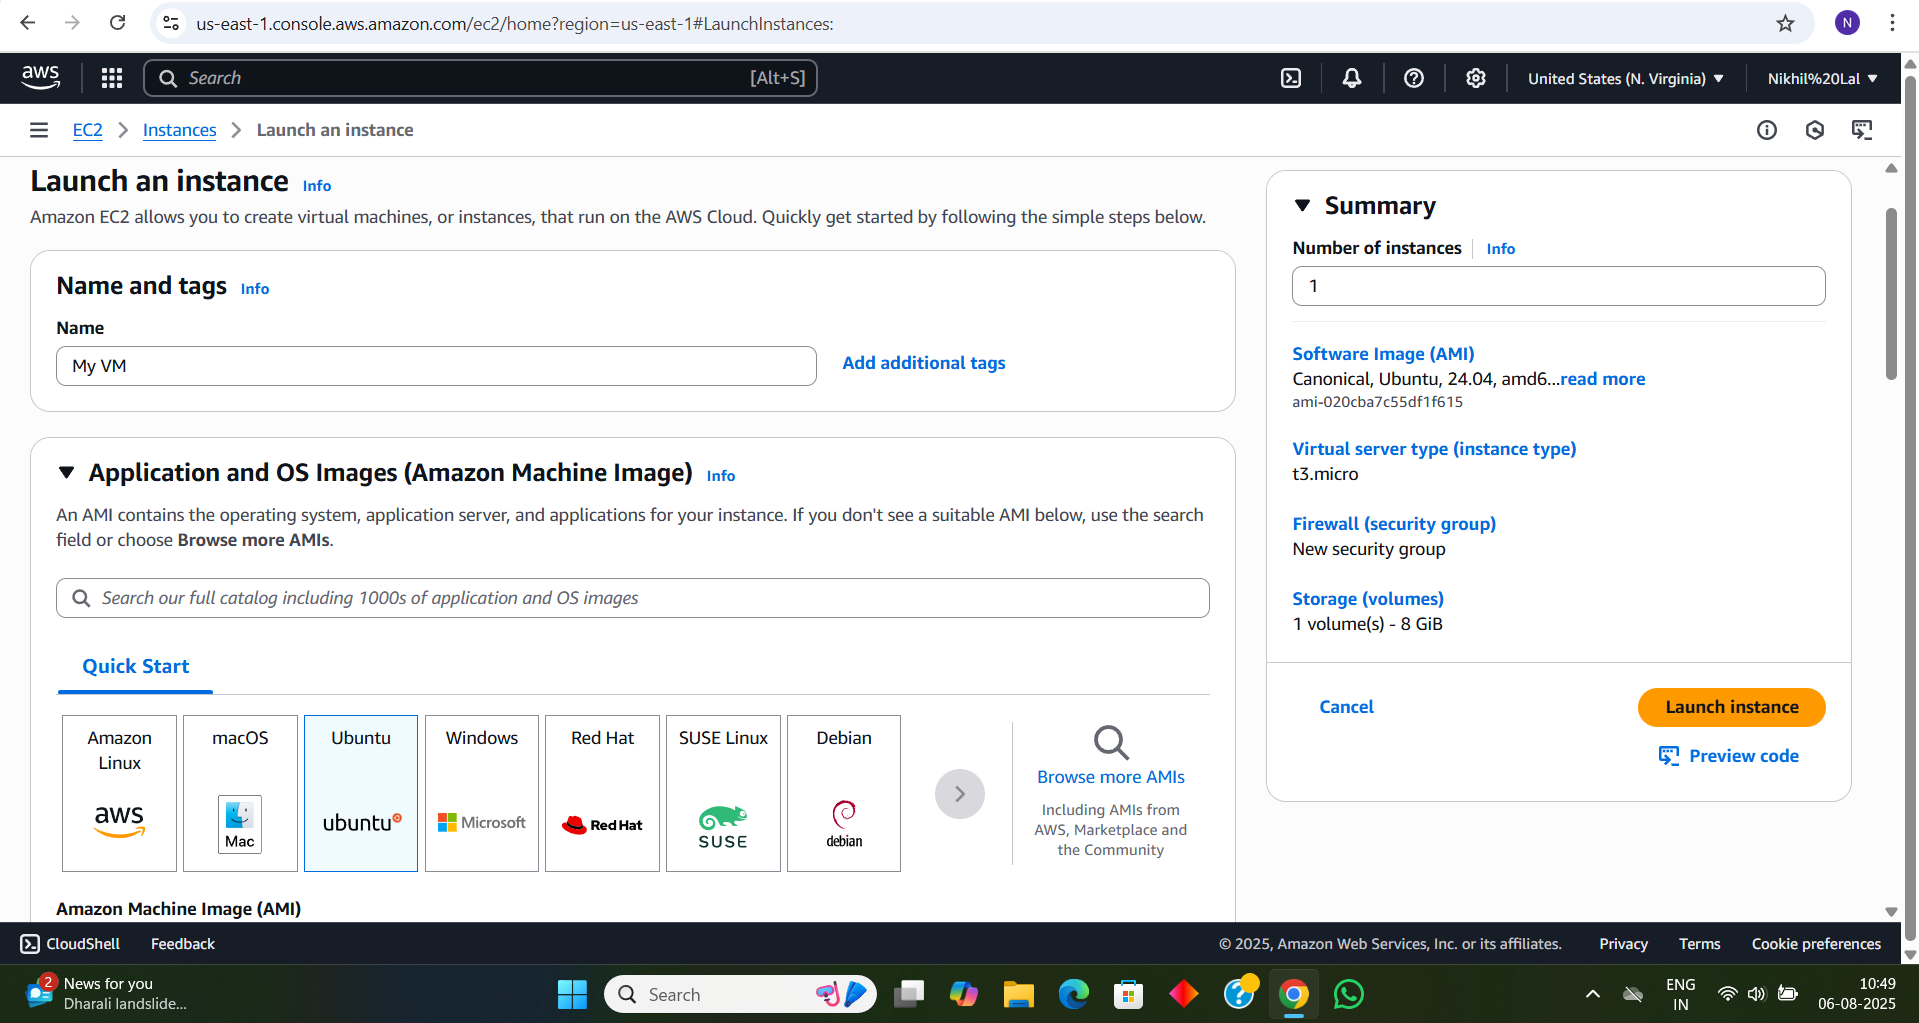 us-east-1.console.aws.amazon.com/ec2/home?region=us-east-1#LaunchInstances:
N
aws
Search
[Alt+S]
United States (N. Virginia)
Nikhil%20Lal
EC2
Instances
Launch an instance
Launch an instance Info
Amazon EC2 allows you to create virtual machines, or instances, that run on the AWS Cloud. Quickly get started by following the simple steps below.
Name and tags Info
Name
My VM
Add additional tags
Application and OS Images (Amazon Machine Image) Info
An AMI contains the operating system, application server, and applications for your instance. If you don't see a suitable AMI below, use the search
field or choose Browse more AMIs.
Search our full catalog including 1000s of application and OS images
Quick Start
Amazon
Linux
aws
macOS
Mac
Ubuntu
ubuntu
Windows
Microsoft
Red Hat
Red Hat
SUSE Linux
SUSE
Debian
debian
Browse more AMIs
Including AMIs from
AWS, Marketplace and
the Community
Amazon Machine Image (AMI)
Summary
Number of instances Info
1
Software Image (AMI)
Canonical, Ubuntu, 24.04, amd6...read more
ami-020cba7c55df1f615
Virtual server type (instance type)
t3.micro
Firewall (security group)
New security group
Storage (volumes)
1 volume(s) - 8 GiB
Cancel
Launch instance
Preview code
CloudShell
Feedback
© 2025, Amazon Web Services, Inc. or its affiliates.
Privacy
Terms
Cookie preferences
2
News for you
Dharali landslide...
Search
ENG
IN
10:49
06-08-2025